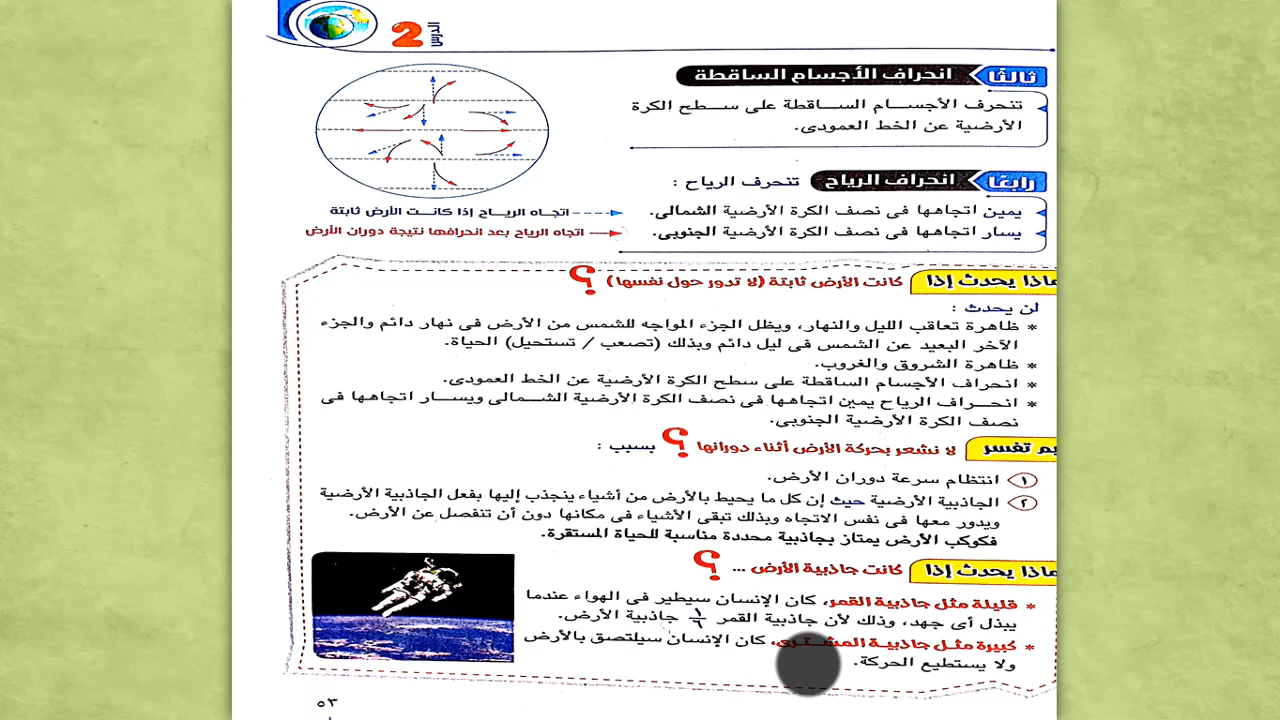 الدرس 2
ثالثًا انحراف الأجسام الساقطة
تنحرف الأجسام الساقطة على سطح الكرة
الأرضية عن الخط العمودى.
رابعًا انحراف الرياح تنحرف الرياح :
يمين اتجاهها فى نصف الكرة الأرضية الشمالى.
يسار اتجاهها فى نصف الكرة الأرضية الجنوبى.
اتجاه الرياح إذا كانت الأرض ثابتة
اتجاه الرياح بعد انحرافها نتيجة دوران الأرض
ماذا يحدث إذا كانت الأرض ثابتة (لا تدور حول نفسها) ؟
لن يحدث :
* ظاهرة تعاقب الليل والنهار، ويظل الجزء المواجه للشمس من الأرض فى نهار دائم والجزء
الآخر البعيد عن الشمس فى ليل دائم وبذلك (تصعب / تستحيل) الحياة.
* ظاهرة الشروق والغروب.
* انحراف الأجسام الساقطة على سطح الكرة الأرضية عن الخط العمودى.
* انحراف الرياح يمين اتجاهها فى نصف الكرة الأرضية الشمالى ويسار اتجاهها فى
نصف الكرة الأرضية الجنوبى.
بم تفسر لا نشعر بحركة الأرض أثناء دورانها ؟ بسبب :
١ انتظام سرعة دوران الأرض.
٢ الجاذبية الأرضية حيث إن كل ما يحيط بالأرض من أشياء ينجذب إليها بفعل الجاذبية الأرضية
ويدور معها فى نفس الاتجاه وبذلك تبقى الأشياء فى مكانها دون أن تنفصل عن الأرض.
فكوكب الأرض يمتاز بجاذبية محددة مناسبة للحياة المستقرة.
ماذا يحدث إذا كانت جاذبية الأرض ... ؟
* قليلة مثل جاذبية القمر، كان الإنسان سيطير فى الهواء عندما
يبذل أى جهد، وذلك لأن جاذبية القمر ١/٦ جاذبية الأرض.
* كبيرة مثل جاذبية المشترى، كان الإنسان سيلتصق بالأرض
ولا يستطيع الحركة.
٥٣